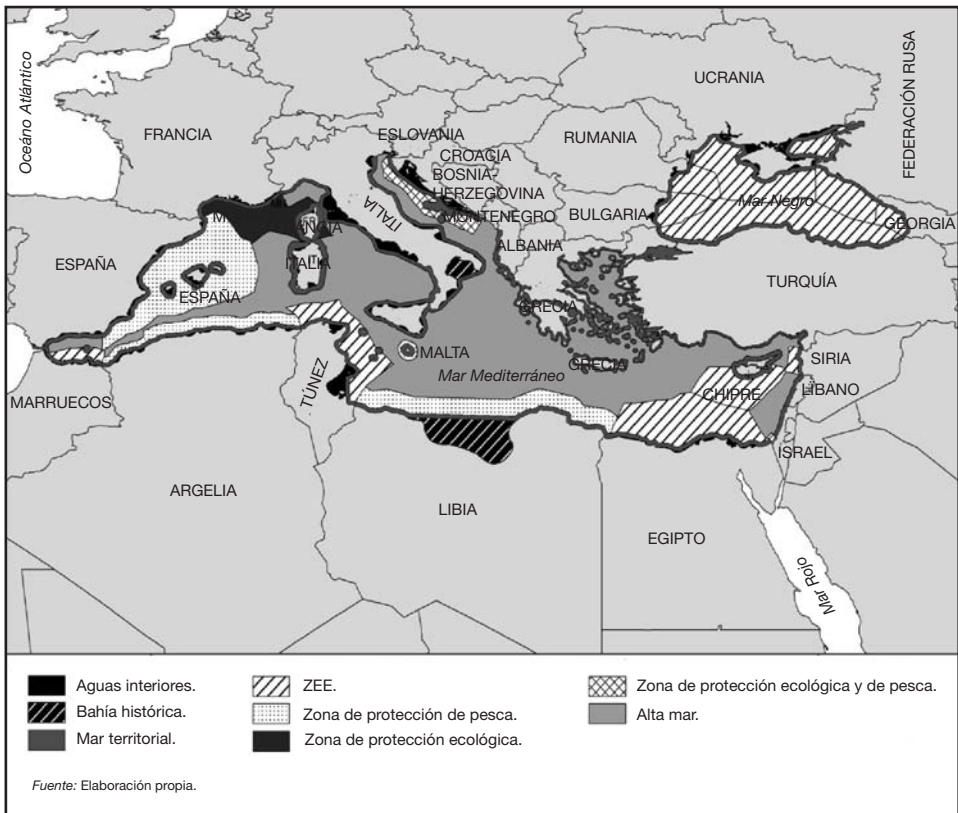 Oceáno Atlántico
FRANCIA
ESPAÑA
ESPAÑA
MARRUECOS
ARGELIA
TÚNEZ
LIBIA
EGIPTO
ITALIA
ITALIA
MALTA
Mar Mediterráneo
ESLOVANIA
CROACIA
BOSNIA-
HERZEGOVINA
MONTENEGRO
ALBANIA
GRECIA
GRECIA
BULGARIA
RUMANIA
UCRANIA
FEDERACIÓN RUSA
Mar Negro
GEORGIA
TURQUÍA
CHIPRE
SIRIA
LÍBANO
ISRAEL
Mar Rojo
Aguas interiores.
Bahía histórica.
Mar territorial.
ZEE.
Zona de protección de pesca.
Zona de protección ecológica.
Zona de protección ecológica y de pesca.
Alta mar.
Fuente: Elaboración propia.